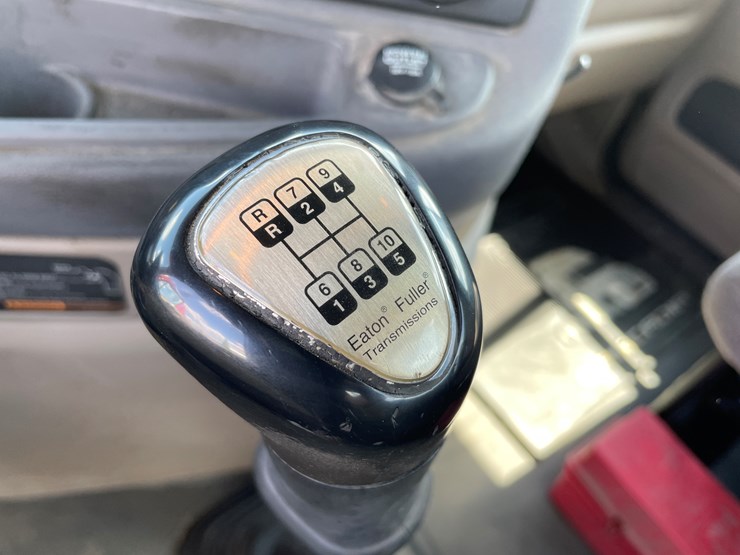 R 7 9
R 2 4
6 8 10
1 3 5
Eaton® Fuller®
Transmissions